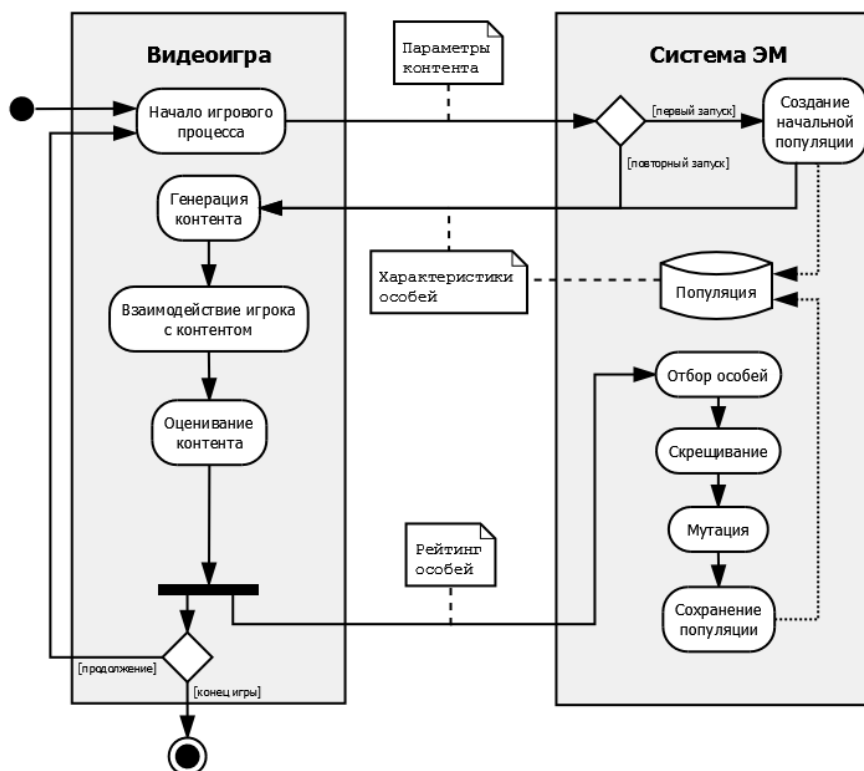 Видеоигра
Параметры
контента
Система ЭМ
Начало игрового
процесса
[первый запуск]
Создание
начальной
популяции
[повторный запуск]
Генерация
контента
Характеристики
особей
Популяция
Взаимодействие игрока
с контентом
Отбор особей
Оценивание
контента
Скрещивание
Мутация
Рейтинг
особей
Сохранение
популяции
[продолжение]
[конец игры]